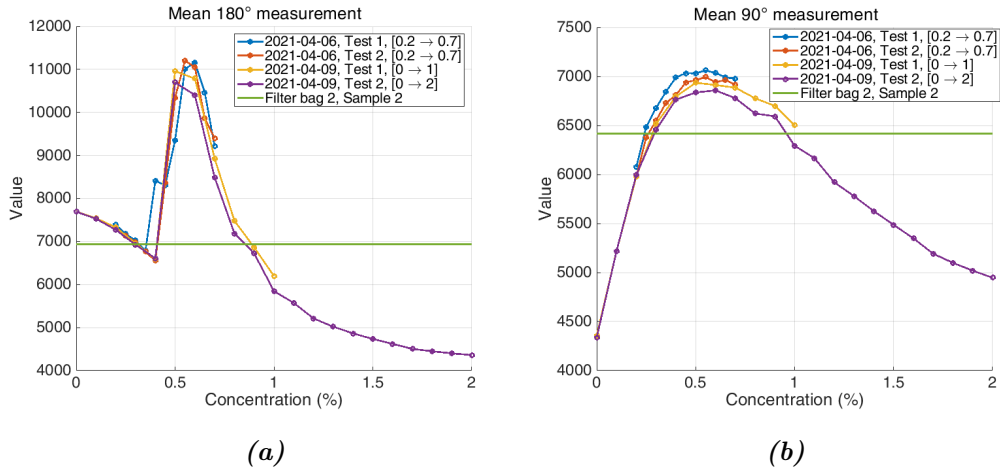 Mean 180° measurement
12000
11000
10000
9000
8000
7000
6000
5000
4000
Value
2021-04-06, Test 1, [0.2 → 0.7]
2021-04-06, Test 2, [0.2 → 0.7]
2021-04-09, Test 1, [0 → 1]
2021-04-09, Test 2, [0 → 2]
Filter bag 2, Sample 2
0 0.5 1 1.5 2
Concentration (%)
(a)
Mean 90° measurement
7500
7000
6500
6000
5500
5000
4500
4000
Value
2021-04-06, Test 1, [0.2 → 0.7]
2021-04-06, Test 2, [0.2 → 0.7]
2021-04-09, Test 1, [0 → 1]
2021-04-09, Test 2, [0 → 2]
Filter bag 2, Sample 2
0 0.5 1 1.5 2
Concentration (%)
(b)